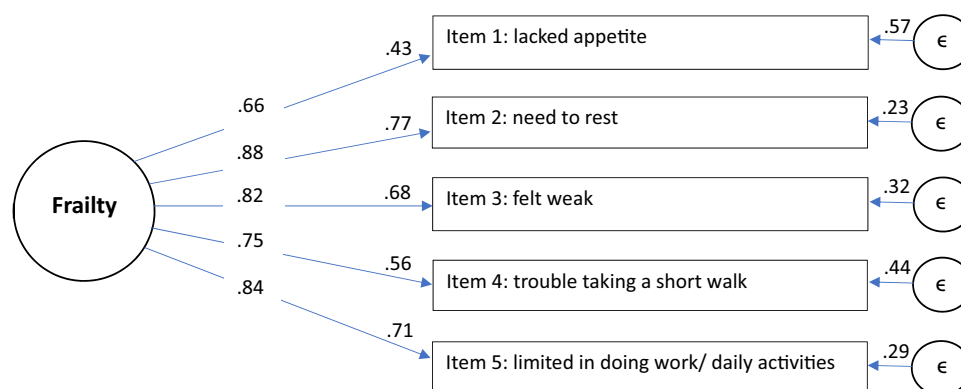 Item 1: lacked appetite
.57
ϵ
.43
.66
Item 2: need to rest
.23
ϵ
.77
.88
Frailty
.82
.68
Item 3: felt weak
.32
ϵ
.75
.56
Item 4: trouble taking a short walk
.44
ϵ
.84
.71
Item 5: limited in doing work/ daily activities
.29
ϵ